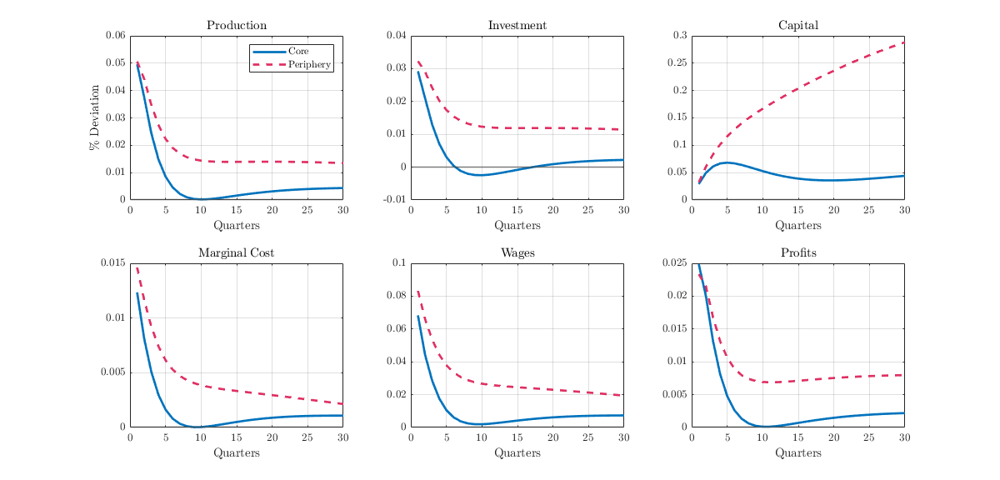 Production
Investment
Capital
0.06
0.05
0.04
0.03
0.02
0.01
0
% Deviation
Core
Periphery
0 5 10 15 20 25 30
Quarters
0.04
0.03
0.02
0.01
0
-0.01
0 5 10 15 20 25 30
Quarters
0.3
0.25
0.2
0.15
0.1
0.05
0
0 5 10 15 20 25 30
Quarters
Marginal Cost
Wages
Profits
0.015
0.01
0.005
0
0 5 10 15 20 25 30
Quarters
0.1
0.08
0.06
0.04
0.02
0
0 5 10 15 20 25 30
Quarters
0.025
0.02
0.015
0.01
0.005
0
0 5 10 15 20 25 30
Quarters